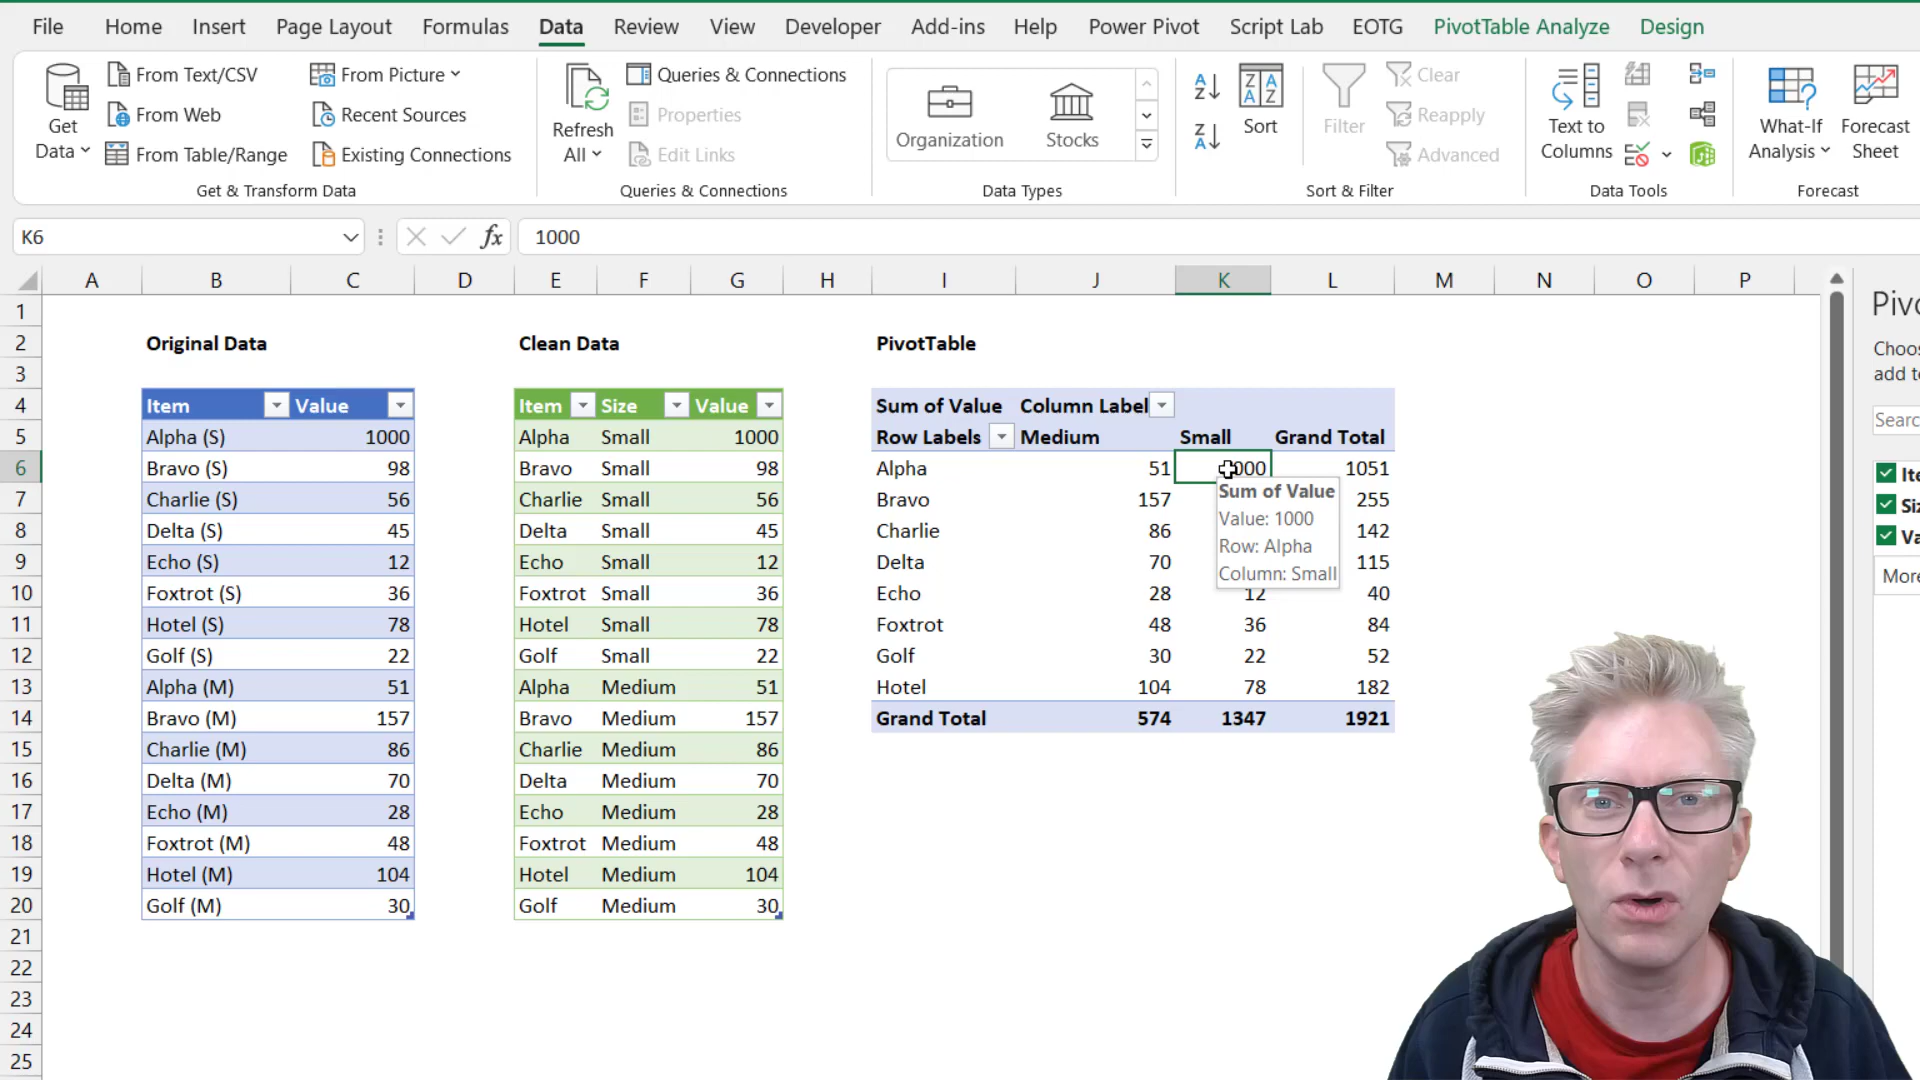 File Home Insert Page Layout Formulas Data Review View Developer Add-ins Help Power Pivot Script Lab EOTG PivotTable Analyze Design
Get Data
From Text/CSV
From Web
From Table/Range
From Picture
Recent Sources
Existing Connections
Get & Transform Data
Refresh All
Queries & Connections
Properties
Edit Links
Queries & Connections
Organization
Stocks
Data Types
Sort
Filter
Clear
Reapply
Advanced
Sort & Filter
Text to Columns
Data Tools
What-If Analysis
Forecast Sheet
Forecast
K6 fx 1000
A B C D E F G H I J K L M N O P
1
2 Original Data Clean Data PivotTable
3
4 Item Value Item Size Value Sum of Value Column Label
5 Alpha (S) 1000 Alpha Small 1000 Row Labels Medium Small Grand Total
6 Bravo (S) 98 Bravo Small 98 Alpha 51 000 1051
7 Charlie (S) 56 Charlie Small 56 Bravo 157 255
8 Delta (S) 45 Delta Small 45 Charlie 86 142
9 Echo (S) 12 Echo Small 12 Delta 70 115
10 Foxtrot (S) 36 Foxtrot Small 36 Echo 28 12 40
11 Hotel (S) 78 Hotel Small 78 Foxtrot 48 36 84
12 Golf (S) 22 Golf Small 22 Golf 30 22 52
13 Alpha (M) 51 Alpha Medium 51 Hotel 104 78 182
14 Bravo (M) 157 Bravo Medium 157 Grand Total 574 1347 1921
15 Charlie (M) 86 Charlie Medium 86
16 Delta (M) 70 Delta Medium 70
17 Echo (M) 28 Echo Medium 28
18 Foxtrot (M) 48 Foxtrot Medium 48
19 Hotel (M) 104 Hotel Medium 104
20 Golf (M) 30 Golf Medium 30
21
22
23
24
25
Sum of Value
Value: 1000
Row: Alpha
Column: Small
Choos
add t
Searc
Ite
Siz
Va
More